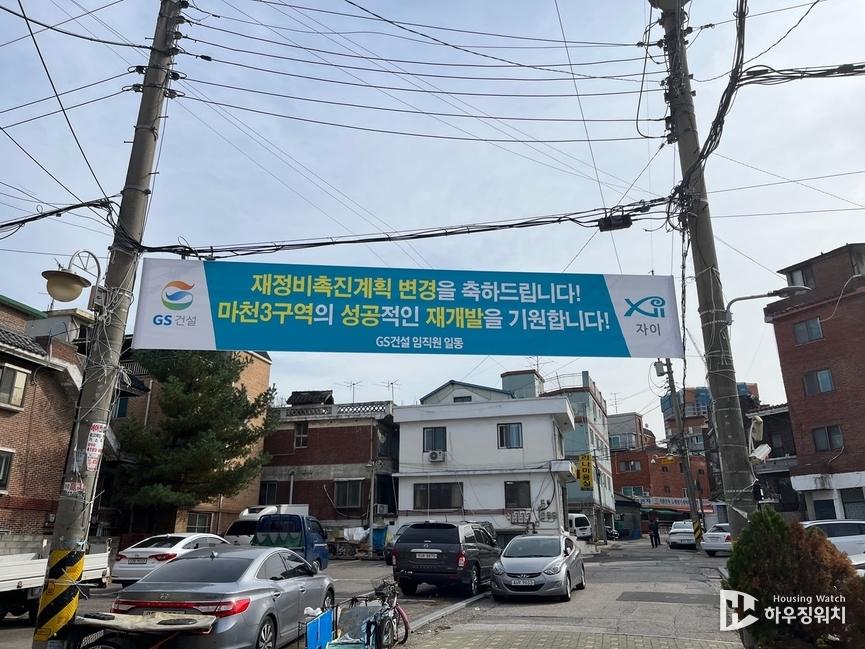 재정비촉진계획 변경을 축하드립니다!
마천3구역의 성공적인 재개발을 기원합니다!
GS건설 임직원 일동
GS건설
자이
Housing Watch
하우징워치